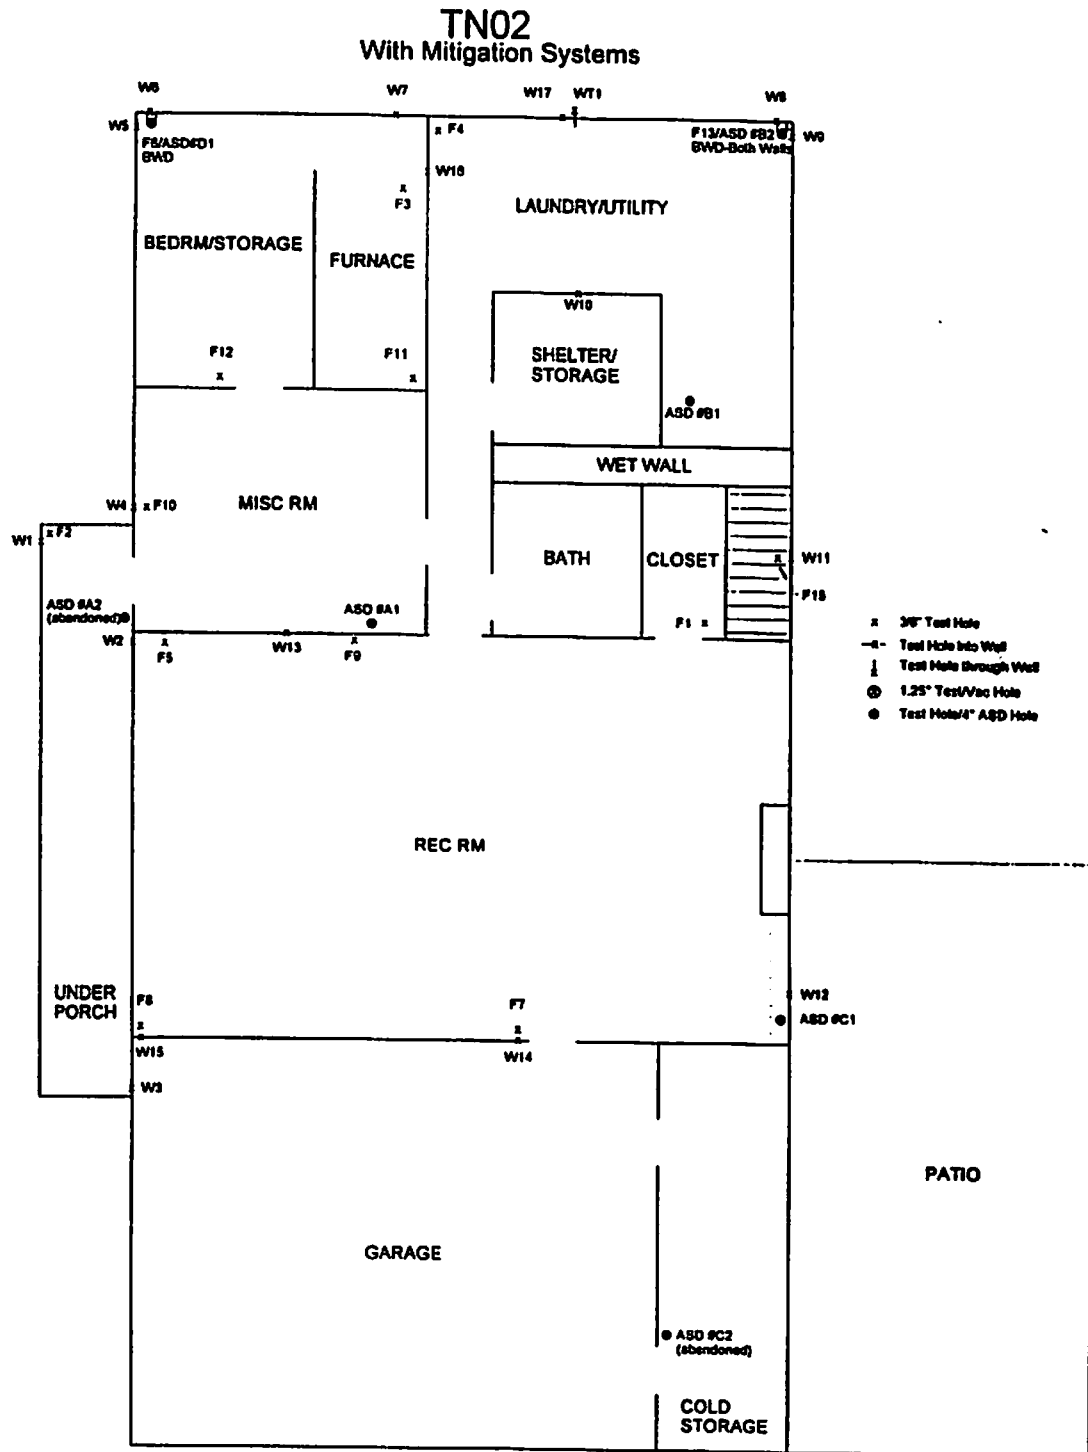 TN02
With Mitigation Systems
W6
W7
W17
WT1
W8
W5
F6/ASD#D1
BWD
F4
F13/ASD #B2
BWD-Both Walls
W9
W16
F3
LAUNDRY/UTILITY
BEDRM/STORAGE
FURNACE
W10
F12
F11
SHELTER/
STORAGE
ASD #B1
WET WALL
W4
F10
MISC RM
W1
F2
BATH
CLOSET
W11
F15
ASD #A2
(abandoned)
ASD #A1
F1
W2
F5
W13
F9
x 3/8" Test Hole
Test Hole Into Wall
Test Hole through Wall
1.25" Test/Vac Hole
Test Hole/4" ASD Hole
REC RM
UNDER
PORCH
F8
F7
W12
ASD #C1
W15
W14
W3
PATIO
GARAGE
ASD #C2
(abandoned)
COLD
STORAGE